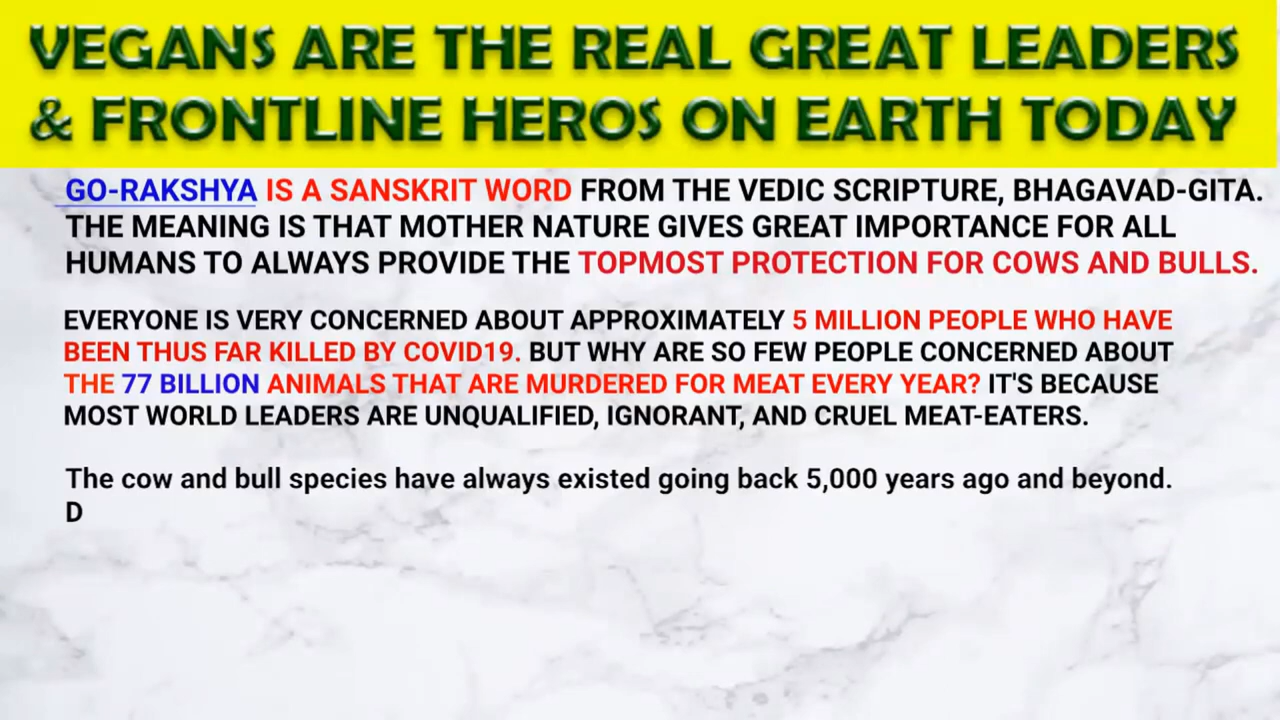 VEGANS ARE THE REAL GREAT LEADERS
& FRONTLINE HEROS ON EARTH TODAY
GO-RAKSHYA IS A SANSKRIT WORD FROM THE VEDIC SCRIPTURE, BHAGAVAD-GITA.
THE MEANING IS THAT MOTHER NATURE GIVES GREAT IMPORTANCE FOR ALL
HUMANS TO ALWAYS PROVIDE THE TOPMOST PROTECTION FOR COWS AND BULLS.
EVERYONE IS VERY CONCERNED ABOUT APPROXIMATELY 5 MILLION PEOPLE WHO HAVE
BEEN THUS FAR KILLED BY COVID19. BUT WHY ARE SO FEW PEOPLE CONCERNED ABOUT
THE 77 BILLION ANIMALS THAT ARE MURDERED FOR MEAT EVERY YEAR? IT'S BECAUSE
MOST WORLD LEADERS ARE UNQUALIFIED, IGNORANT, AND CRUEL MEAT-EATERS.
The cow and bull species have always existed going back 5,000 years ago and beyond.
D